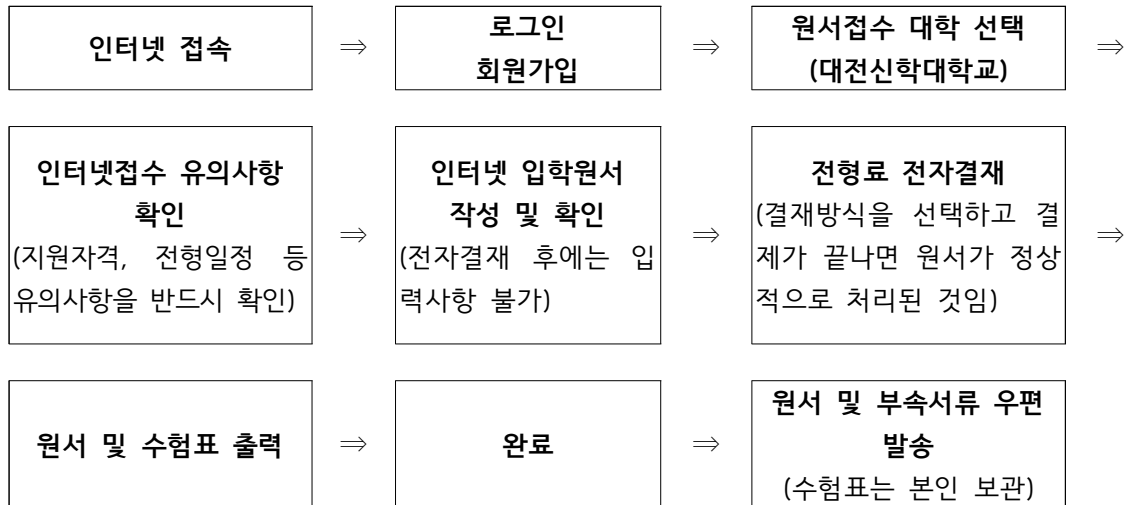 인터넷 접속
⇒
로그인
회원가입
⇒
원서접수 대학 선택
(대전신학대학교)
⇒
인터넷접수 유의사항
확인
(지원자격, 전형일정 등
유의사항을 반드시 확인)
⇒
인터넷 입학원서
작성 및 확인
(전자결재 후에는 입
력사항 불가)
⇒
전형료 전자결재
(결재방식을 선택하고 결
제가 끝나면 원서가 정상
적으로 처리된 것임)
⇒
원서 및 수험표 출력
⇒
완료
⇒
원서 및 부속서류 우편
발송
(수험표는 본인 보관)